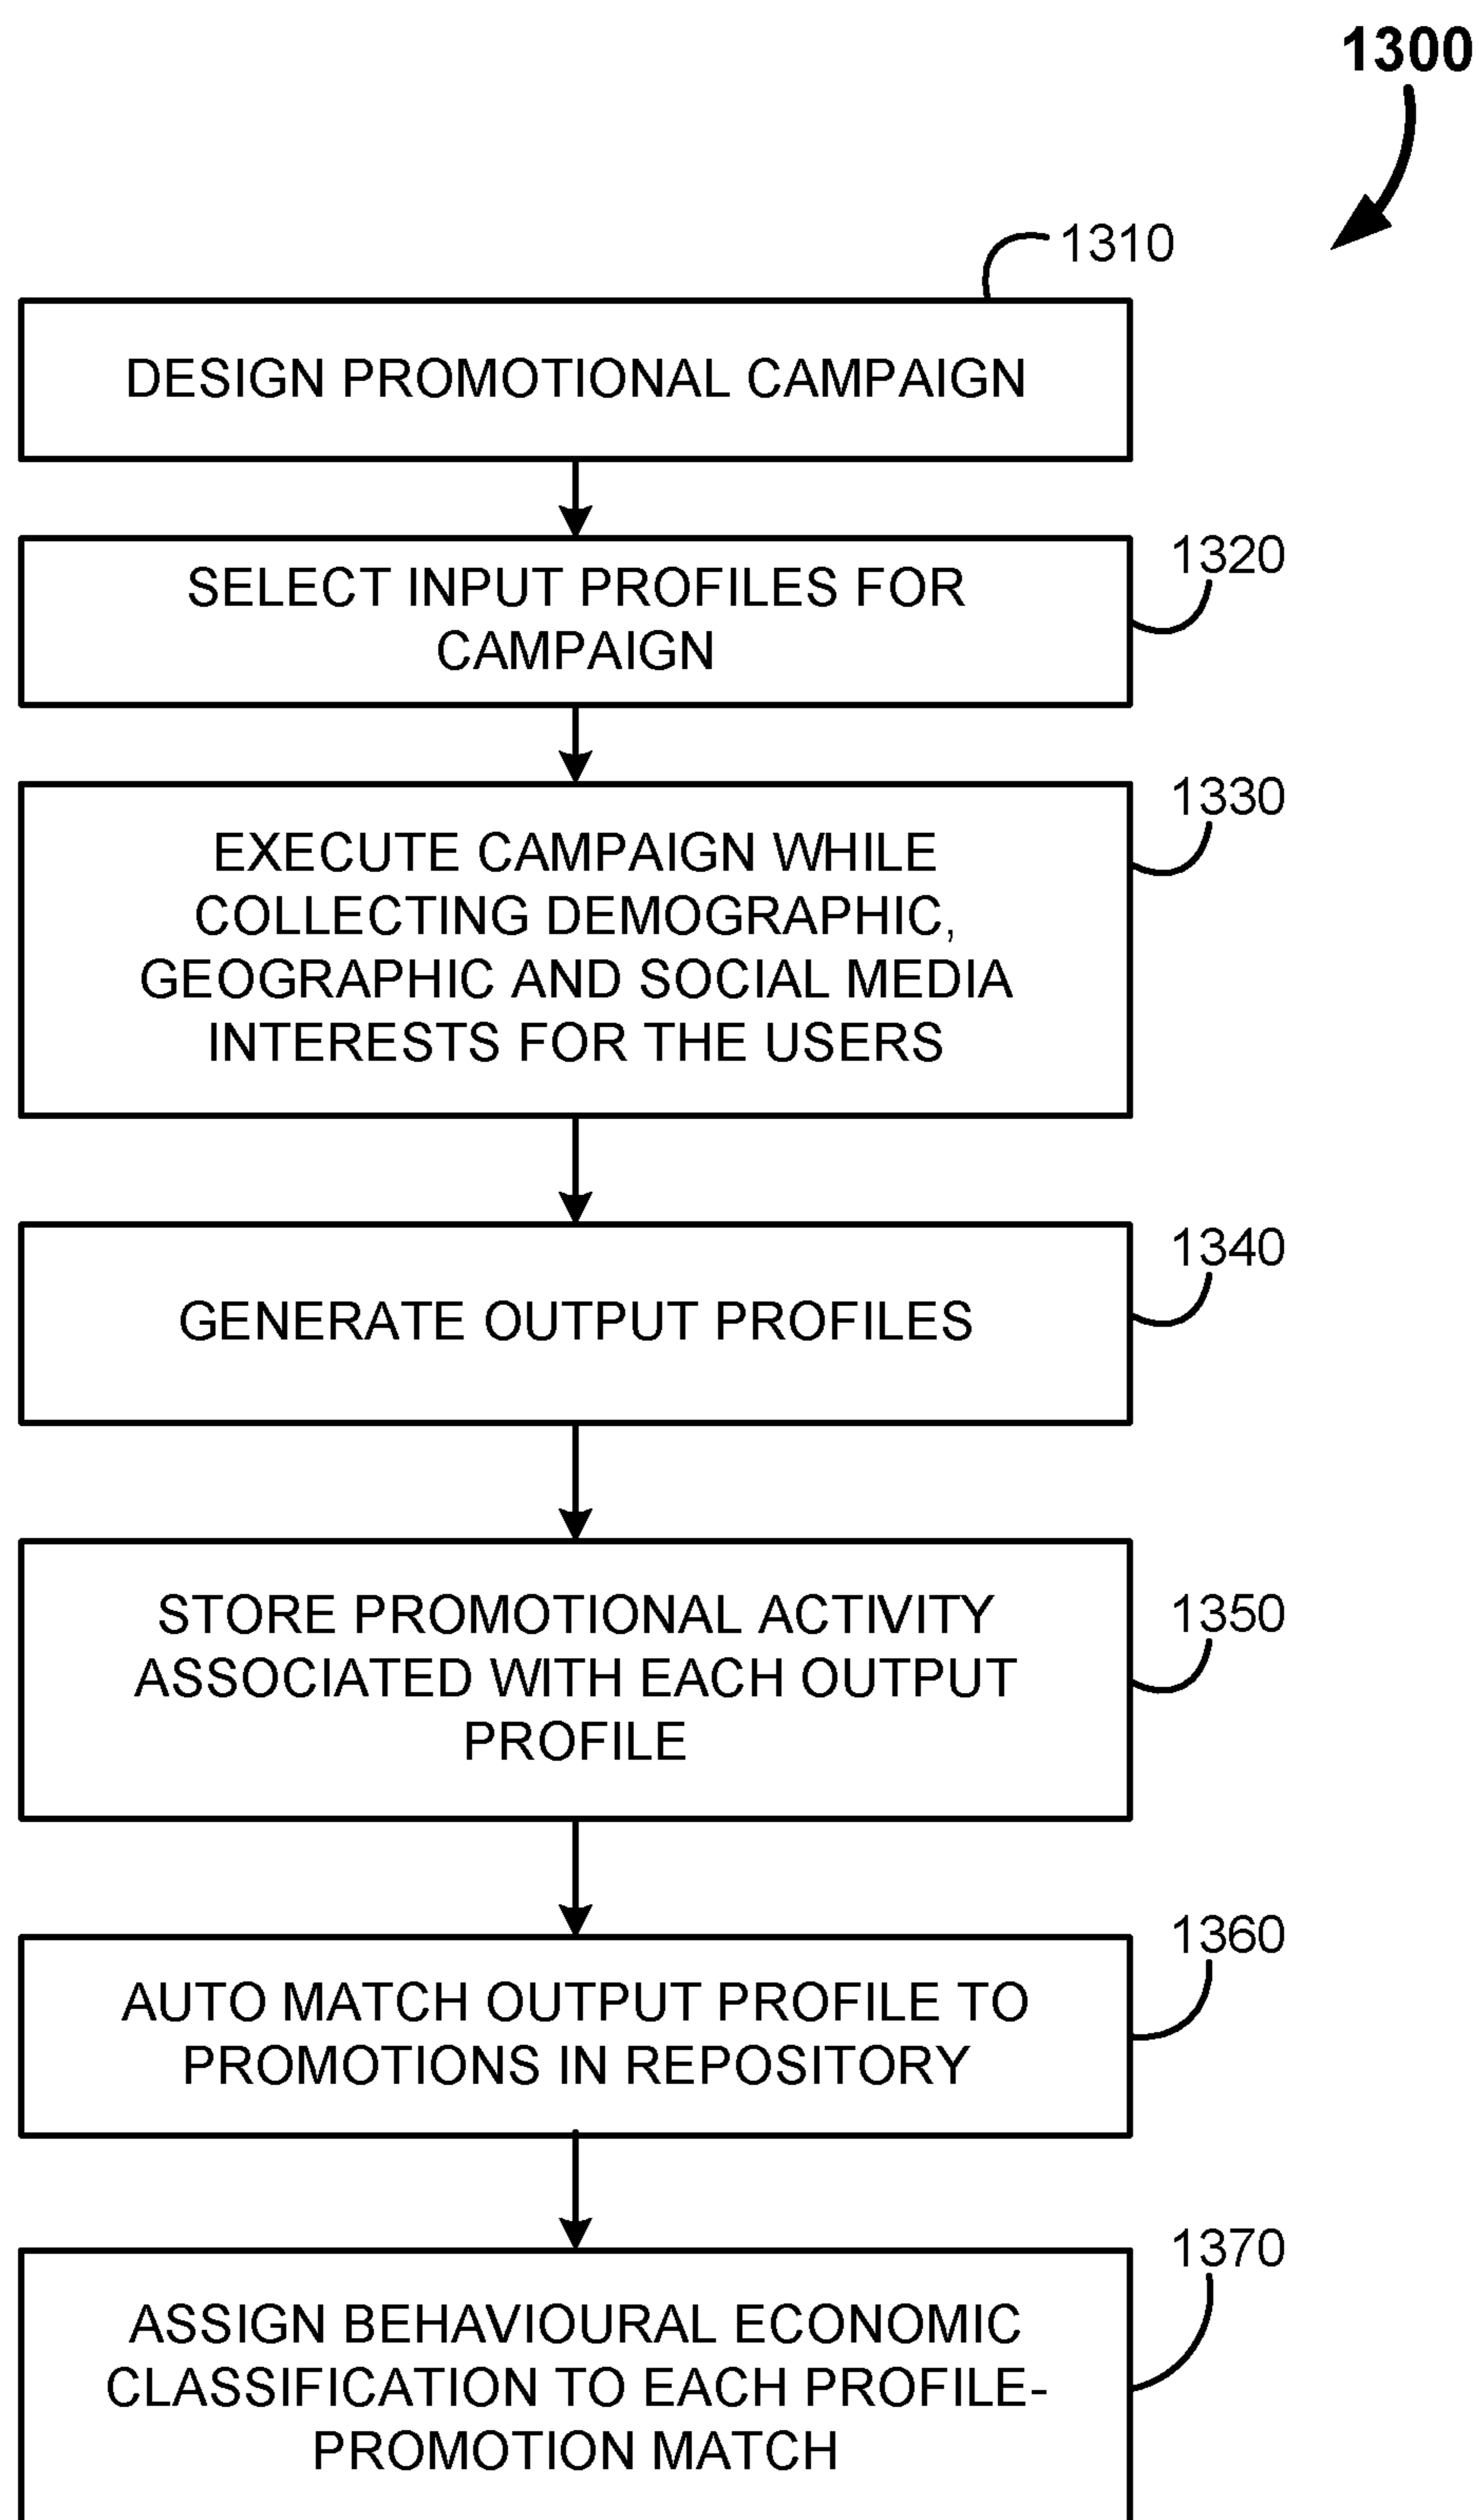 1300
1310
DESIGN PROMOTIONAL CAMPAIGN
1320
SELECT INPUT PROFILES FOR
CAMPAIGN
1330
EXECUTE CAMPAIGN WHILE
COLLECTING DEMOGRAPHIC,
GEOGRAPHIC AND SOCIAL MEDIA
INTERESTS FOR THE USERS
1340
GENERATE OUTPUT PROFILES
1350
STORE PROMOTIONAL ACTIVITY
ASSOCIATED WITH EACH OUTPUT
PROFILE
1360
AUTO MATCH OUTPUT PROFILE TO
PROMOTIONS IN REPOSITORY
1370
ASSIGN BEHAVIOURAL ECONOMIC
CLASSIFICATION TO EACH PROFILE-
PROMOTION MATCH